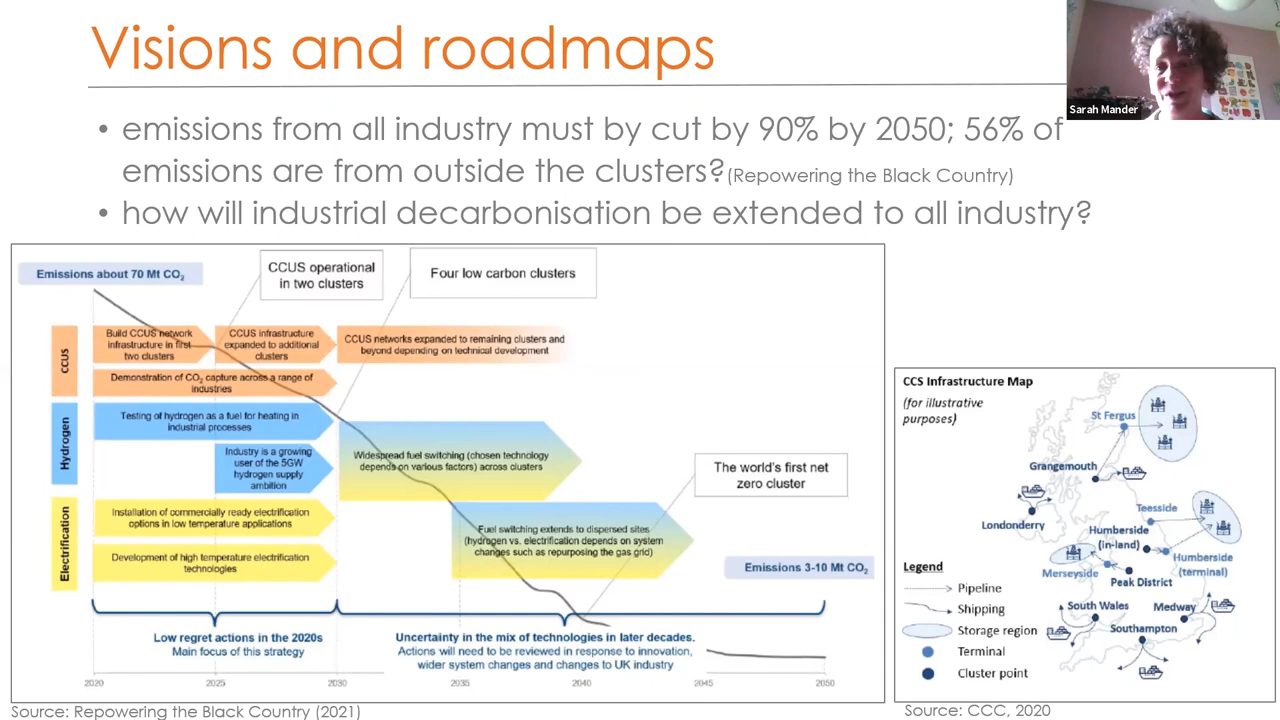 Visions and roadmaps
Sarah Mander
• emissions from all industry must by cut by 90% by 2050; 56% of
emissions are from outside the clusters?(Repowering the Black Country)
• how will industrial decarbonisation be extended to all industry?
Emissions about 70 Mt CO₂
CCUS operational
in two clusters
Four low carbon clusters
CCUS
Build CCUS network
infrastructure in first
two clusters
CCUS infrastructure
expanded to additional
clusters
CCUS networks expanded to remaining clusters and
beyond depending on technical development
Demonstration of CO₂ capture across a range of
industries
Hydrogen
Testing of hydrogen as a fuel for heating in
industrial processes
Industry is a growing
user of the 5GW
hydrogen supply
ambition
Widespread fuel switching (chosen technology
depends on various factors) across clusters
The world's first net
zero cluster
Electrification
Installation of commercially ready electrification
options in low temperature applications
Development of high temperature electrification
technologies
Fuel switching extends to dispersed sites
(hydrogen vs. electrification depends on system
changes such as repurposing the gas grid)
Emissions 3-10 Mt CO₂
Low regret actions in the 2020s
Main focus of this strategy
Uncertainty in the mix of technologies in later decades.
Actions will need to be reviewed in response to innovation,
wider system changes and changes to UK industry
2020
2025
2030
2035
2040
2045
2050
Source: Repowering the Black Country (2021)
CCS Infrastructure Map
(for illustrative
purposes)
St Fergus
Grangemouth
Londonderry
Teesside
Humberside
(in-land)
Humberside
(terminal)
Merseyside
Peak District
South Wales
Medway
Southampton
Legend
Pipeline
Shipping
Storage region
Terminal
Cluster point
Source: CCC, 2020